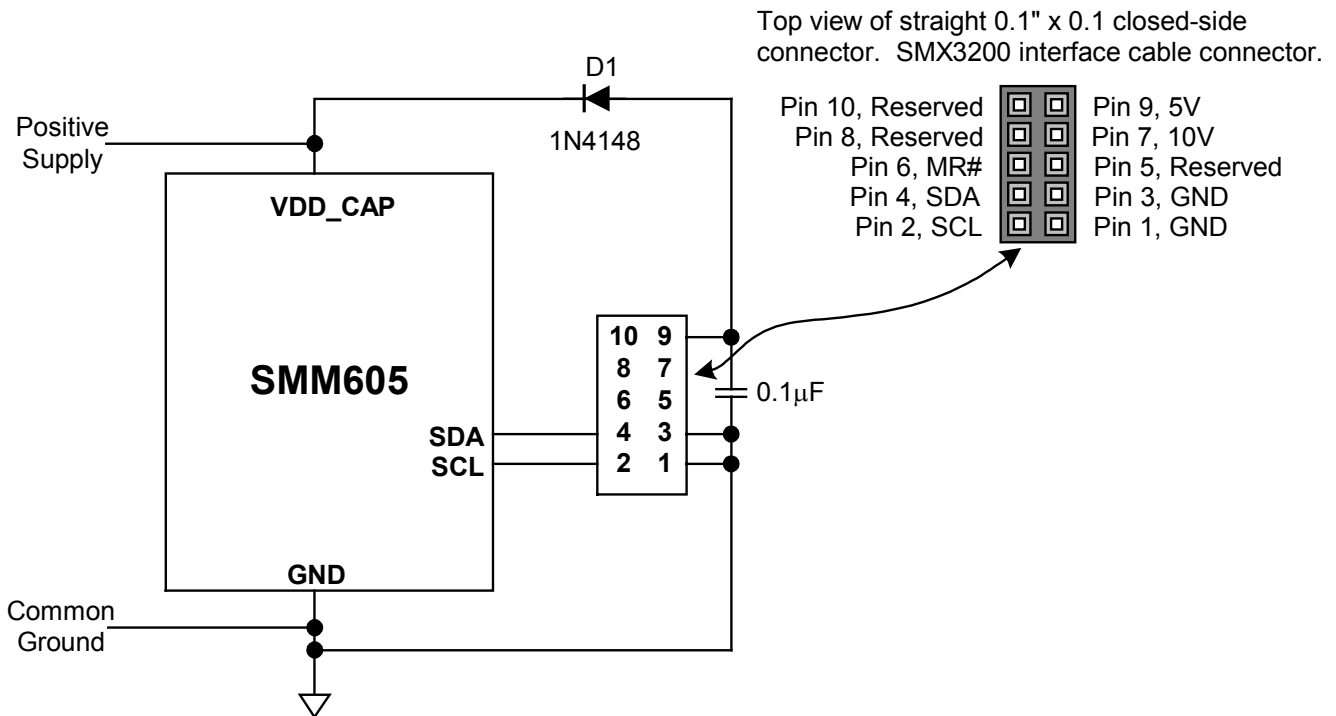 Top view of straight 0.1" x 0.1 closed-side
connector. SMX3200 interface cable connector.
D1
1N4148
Pin 10, Reserved
Pin 9, 5V
Pin 8, Reserved
Pin 7, 10V
Pin 6, MR#
Pin 5, Reserved
Pin 4, SDA
Pin 3, GND
Pin 2, SCL
Pin 1, GND
Positive
Supply
VDD_CAP
SMM605
SDA
SCL
GND
10 9
8 7
6 5
4 3
2 1
0.1µF
Common
Ground